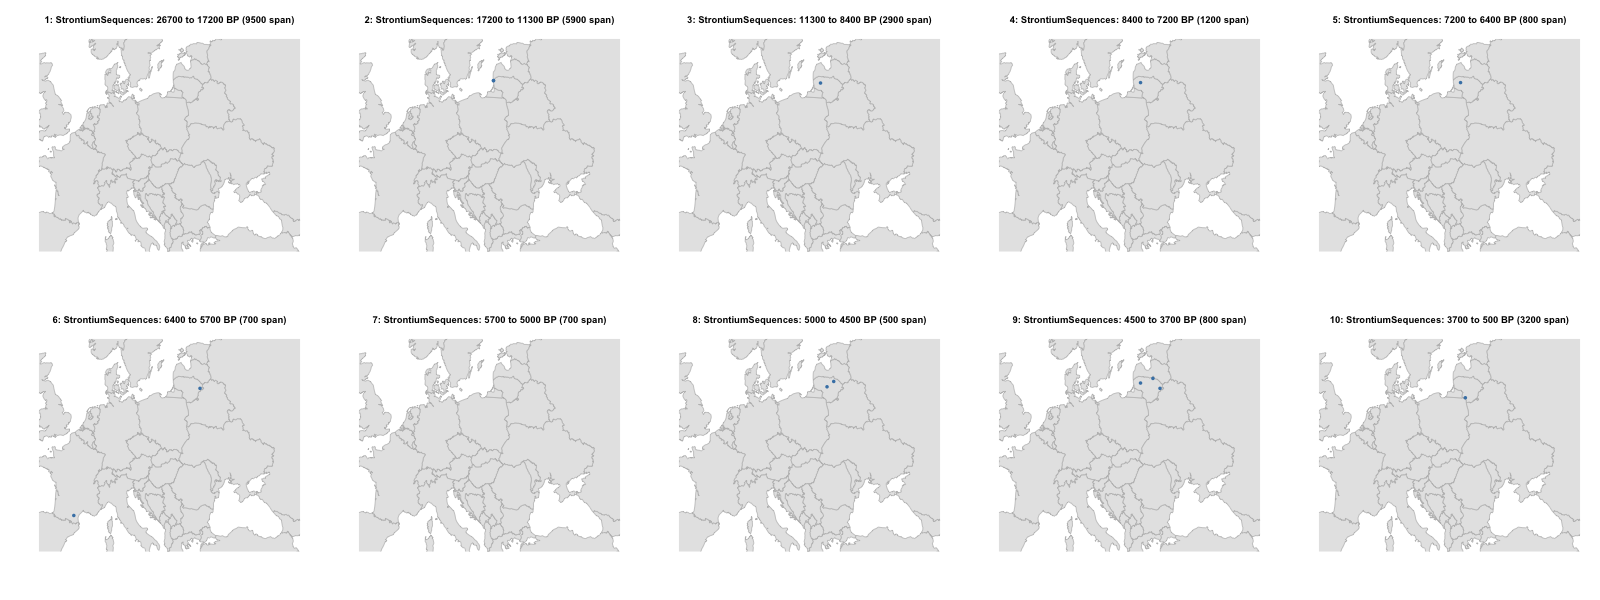 1: StrontiumSequences: 26700 to 17200 BP (9500 span)
2: StrontiumSequences: 17200 to 11300 BP (5900 span)
3: StrontiumSequences: 11300 to 8400 BP (2900 span)
4: StrontiumSequences: 8400 to 7200 BP (1200 span)
5: StrontiumSequences: 7200 to 6400 BP (800 span)
6: StrontiumSequences: 6400 to 5700 BP (700 span)
7: StrontiumSequences: 5700 to 5000 BP (700 span)
8: StrontiumSequences: 5000 to 4500 BP (500 span)
9: StrontiumSequences: 4500 to 3700 BP (800 span)
10: StrontiumSequences: 3700 to 500 BP (3200 span)